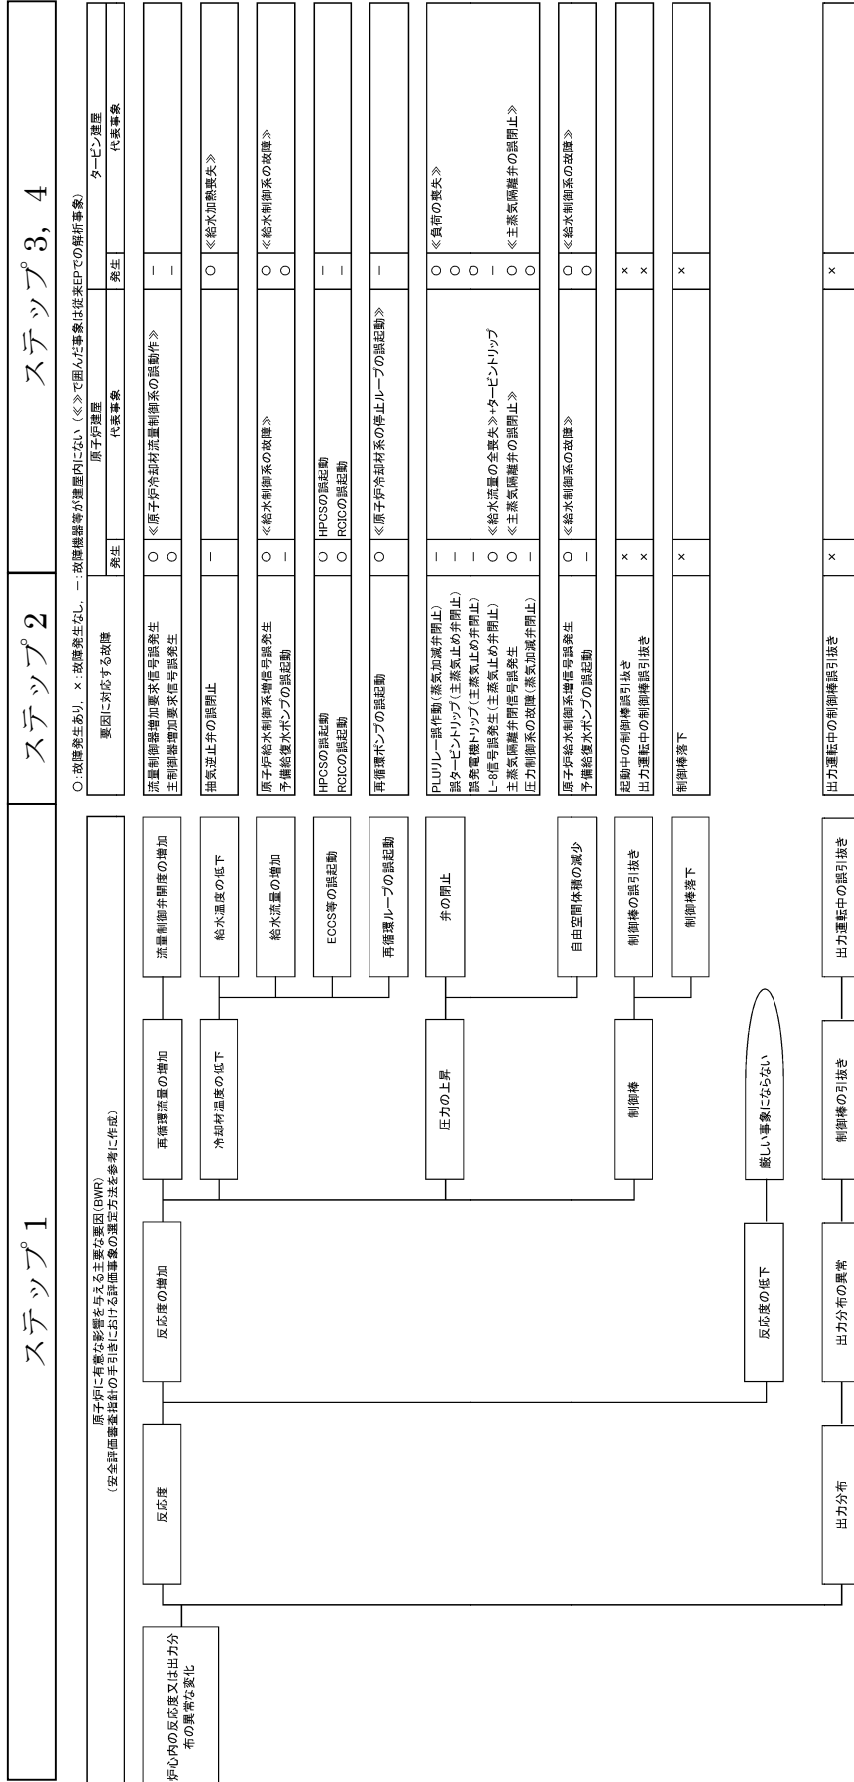 ステップ1
ステップ2
ステップ3，4
○：故障発生あり，×：故障発生なし，－：故障機器等が建屋内にない（≪≫で囲んだ事象は従来EPでの解析事象）
原子炉に有意な影響を与える主要な要因(BWR)
（安全評価審査指針の手引きにおける評価事象の選定方法を参考に作成）
要因に対応する故障
原子炉建屋
発生
代表事象
タービン建屋
発生
代表事象
炉心内の反応度又は出力分
布の異常な変化
反応度
反応度の増加
再循環流量の増加
流量制御弁開度の増加
流量制御器増加要求信号誤発生 ○ ≪原子炉冷却材流量制御系の誤動作≫ －
主制御器増加要求信号誤発生 ○ －
冷却材温度の低下
給水温度の低下
抽気逆止弁の誤閉止 － ○ ≪給水加熱喪失≫
給水流量の増加
原子炉給水制御系増信号誤発生 ○ ≪給水制御系の故障≫ ○ ≪給水制御系の故障≫
予備給復水ポンプの誤起動 － ○
ECCS等の誤起動
HPCSの誤起動 ○ HPCSの誤起動 －
RCICの誤起動 ○ RCICの誤起動 －
再循環ループの誤起動
再循環ポンプの誤起動 ○ ≪原子炉冷却材系の停止ループの誤起動≫ －
圧力の上昇
弁の閉止
PLUリレー誤作動(蒸気加減弁閉止) － ○ ≪負荷の喪失≫
誤タービントリップ(主蒸気止め弁閉止) － ○
誤発電機トリップ(主蒸気止め弁閉止) － ○
L-8信号誤発生(主蒸気止め弁閉止) ○ ≪給水流量の全喪失≫+タービントリップ －
主蒸気隔離弁閉信号誤発生 ○ ≪主蒸気隔離弁の誤閉止≫ ○ ≪主蒸気隔離弁の誤閉止≫
圧力制御系の故障(蒸気加減弁閉止) － ○
自由空間体積の減少
原子炉給水制御系増信号誤発生 ○ ≪給水制御系の故障≫ ○ ≪給水制御系の故障≫
予備給復水ポンプの誤起動 － ○
制御棒
制御棒の誤引抜き
起動中の制御棒誤引抜き × ×
出力運転中の制御棒誤引抜き × ×
制御棒落下
制御棒落下 × ×
反応度の低下
厳しい事象にならない
出力分布
出力分布の異常
制御棒の引抜き
出力運転中の誤引抜き
出力運転中の制御棒誤引抜き × ×